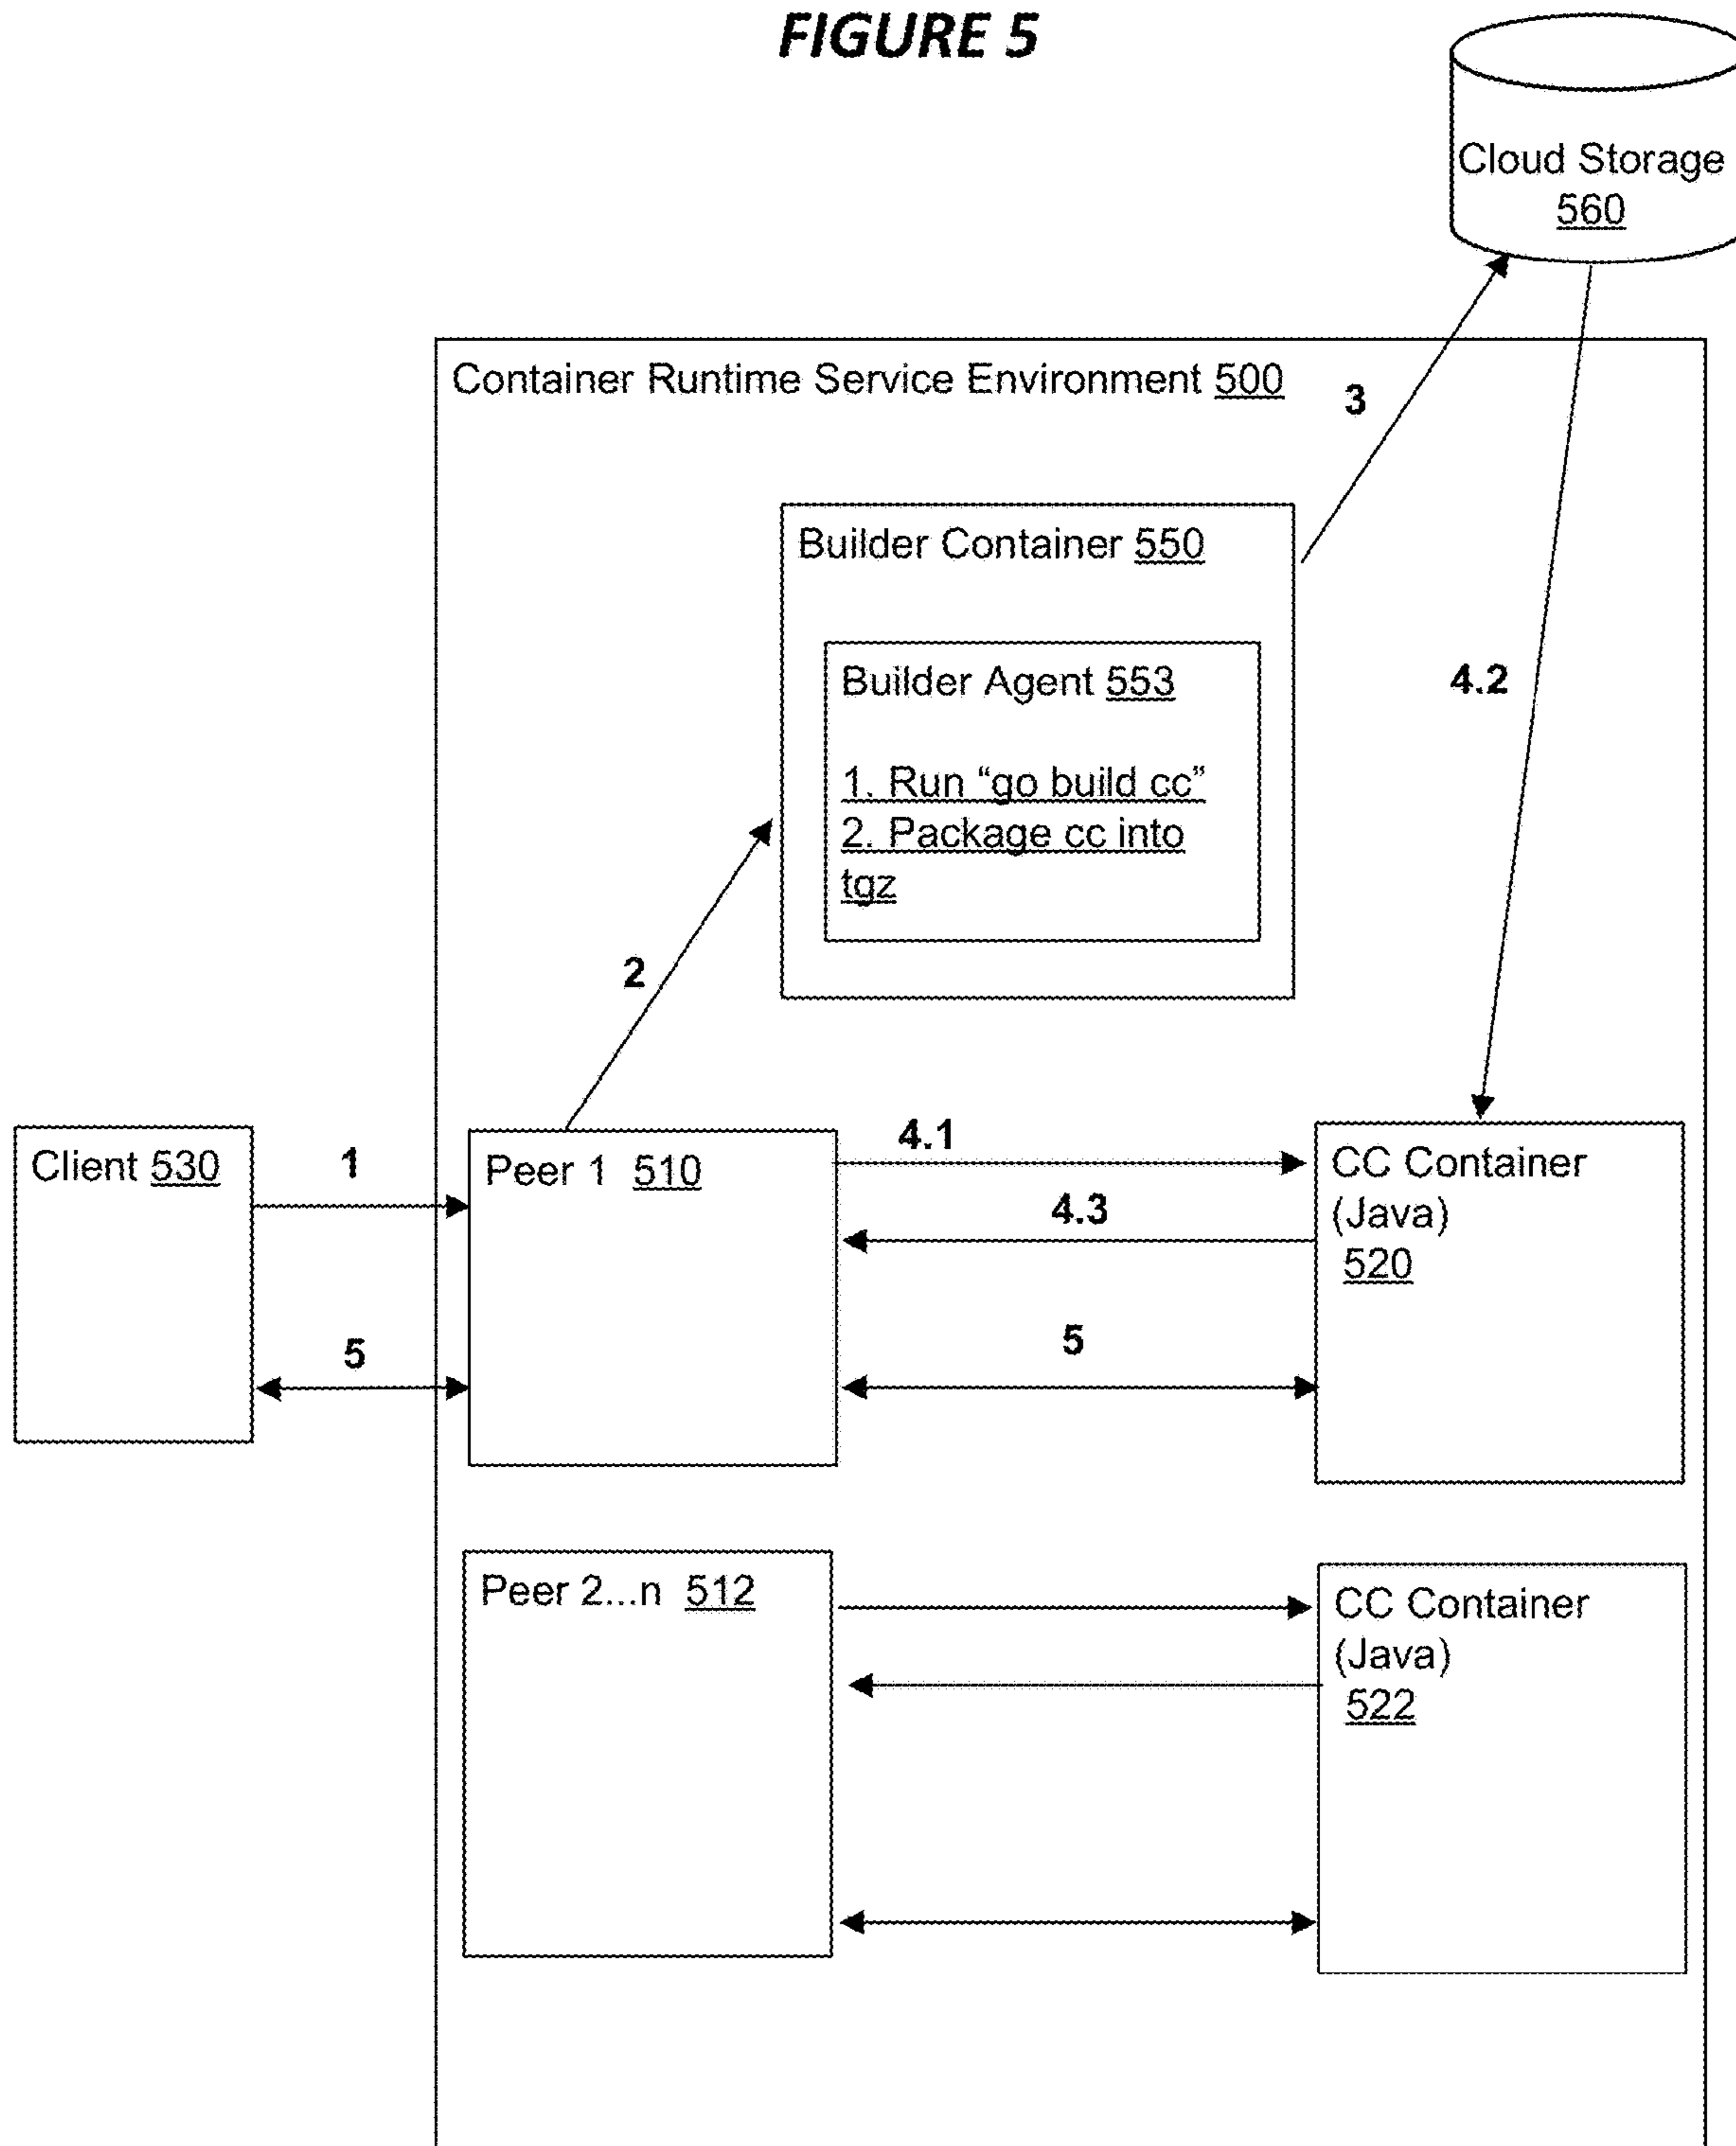 FIGURE 5
Cloud Storage
560
Container Runtime Service Environment 500
3
Builder Container 550
Builder Agent 553
4.2
1. Run “go build cc”
2. Package cc into
tgz
2
Client 530
1
Peer 1 510
4.1
CC Container
(Java)
520
4.3
5
5
Peer 2...n 512
CC Container
(Java)
522